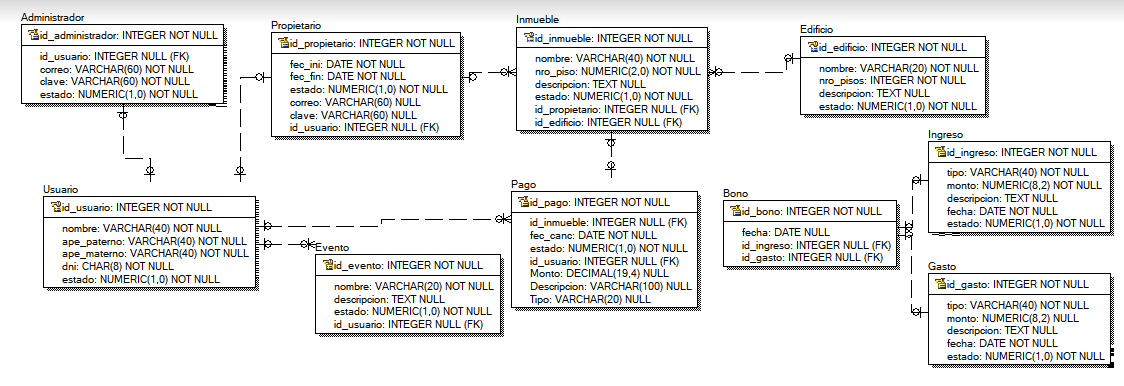 Administrador
id_administrador: INTEGER NOT NULL
id_usuario: INTEGER NULL (FK)
correo: VARCHAR(60) NOT NULL
clave: VARCHAR(60) NOT NULL
estado: NUMERIC(1,0) NOT NULL
Propietario
id_propietario: INTEGER NOT NULL
fec_ini: DATE NOT NULL
fec_fin: DATE NOT NULL
estado: NUMERIC(1,0) NOT NULL
correo: VARCHAR(60) NULL
clave: VARCHAR(60) NULL
id_usuario: INTEGER NULL (FK)
Inmueble
id_inmueble: INTEGER NOT NULL
nombre: VARCHAR(40) NOT NULL
nro_piso: NUMERIC(2,0) NOT NULL
descripcion: TEXT NULL
estado: NUMERIC(1,0) NOT NULL
id_propietario: INTEGER NULL (FK)
id_edificio: INTEGER NULL (FK)
Edificio
id_edificio: INTEGER NOT NULL
nombre: VARCHAR(20) NOT NULL
nro_pisos: INTEGER NOT NULL
descripcion: TEXT NULL
estado: NUMERIC(1,0) NOT NULL
Usuario
id_usuario: INTEGER NOT NULL
nombre: VARCHAR(40) NOT NULL
ape_paterno: VARCHAR(40) NOT NULL
ape_materno: VARCHAR(40) NOT NULL
dni: CHAR(8) NOT NULL
estado: NUMERIC(1,0) NOT NULL
Evento
id_evento: INTEGER NOT NULL
nombre: VARCHAR(20) NOT NULL
descripcion: TEXT NULL
estado: NUMERIC(1,0) NOT NULL
id_usuario: INTEGER NULL (FK)
Pago
id_pago: INTEGER NOT NULL
id_inmueble: INTEGER NULL (FK)
fec_canc: DATE NOT NULL
estado: NUMERIC(1,0) NOT NULL
id_usuario: INTEGER NULL (FK)
Monto: DECIMAL(19,4) NULL
Descripcion: VARCHAR(100) NULL
Tipo: VARCHAR(20) NULL
Bono
id_bono: INTEGER NOT NULL
fecha: DATE NULL
id_ingreso: INTEGER NULL (FK)
id_gasto: INTEGER NULL (FK)
Ingreso
id_ingreso: INTEGER NOT NULL
tipo: VARCHAR(40) NOT NULL
monto: NUMERIC(8,2) NOT NULL
descripcion: TEXT NULL
fecha: DATE NOT NULL
estado: NUMERIC(1,0) NOT NULL
Gasto
id_gasto: INTEGER NOT NULL
tipo: VARCHAR(40) NOT NULL
monto: NUMERIC(8,2) NULL
descripcion: TEXT NULL
fecha: DATE NOT NULL
estado: NUMERIC(1,0) NOT NULL